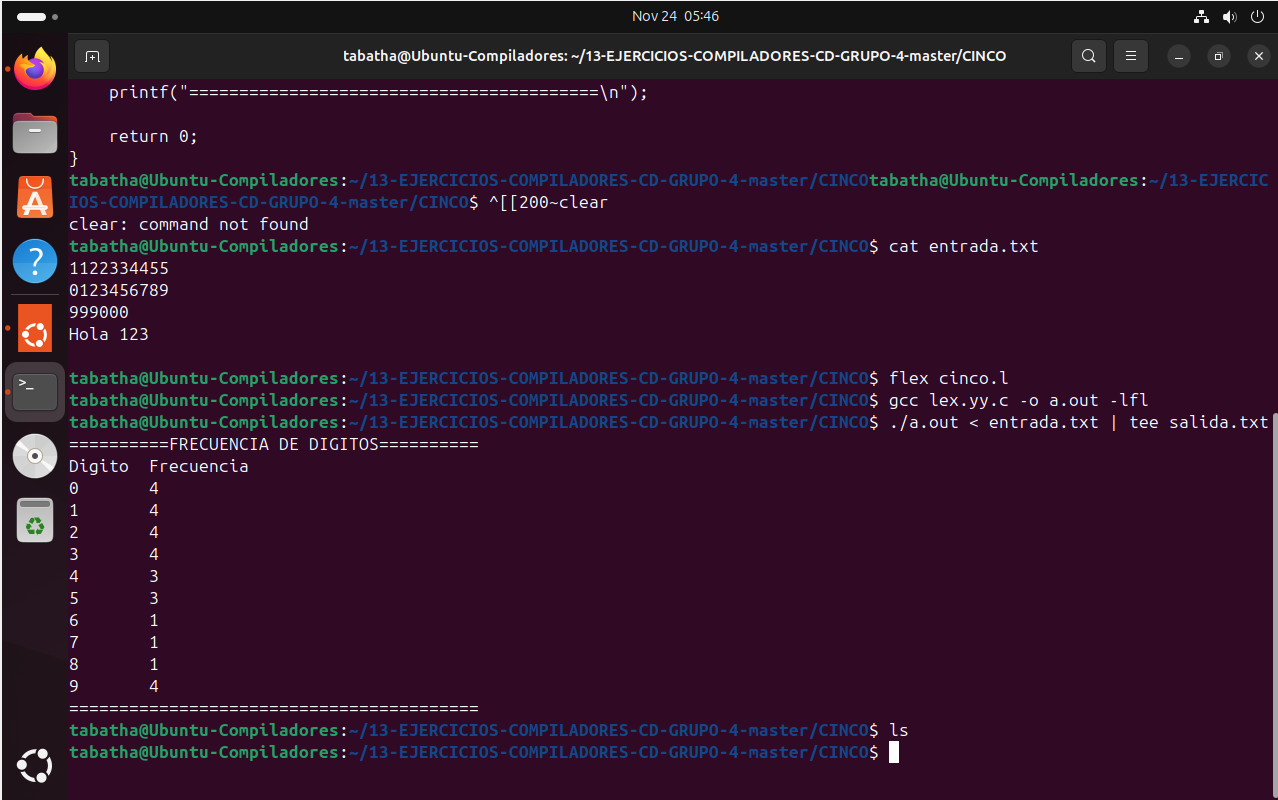 Nov 24 05:46
tabatha@Ubuntu-Compiladores: ~/13-EJERCICIOS-COMPILADORES-CD-GRUPO-4-master/CINCO
    printf("=========================================\n");
    return 0;
}
tabatha@Ubuntu-Compiladores:~/13-EJERCICIOS-COMPILADORES-CD-GRUPO-4-master/CINCOtabatha@Ubuntu-Compiladores:~/13-EJERCIC
IOS-COMPILADORES-CD-GRUPO-4-master/CINCO$ ^[[200~clear
clear: command not found
tabatha@Ubuntu-Compiladores:~/13-EJERCICIOS-COMPILADORES-CD-GRUPO-4-master/CINCO$ cat entrada.txt
1122334455
0123456789
999000
Hola 123
tabatha@Ubuntu-Compiladores:~/13-EJERCICIOS-COMPILADORES-CD-GRUPO-4-master/CINCO$ flex cinco.l
tabatha@Ubuntu-Compiladores:~/13-EJERCICIOS-COMPILADORES-CD-GRUPO-4-master/CINCO$ gcc lex.yy.c -o a.out -lfl
tabatha@Ubuntu-Compiladores:~/13-EJERCICIOS-COMPILADORES-CD-GRUPO-4-master/CINCO$ ./a.out < entrada.txt | tee salida.txt
==========FRECUENCIA DE DIGITOS==========
Digito  Frecuencia
0       4
1       4
2       4
3       4
4       3
5       3
6       1
7       1
8       1
9       4
=========================================
tabatha@Ubuntu-Compiladores:~/13-EJERCICIOS-COMPILADORES-CD-GRUPO-4-master/CINCO$ ls
tabatha@Ubuntu-Compiladores:~/13-EJERCICIOS-COMPILADORES-CD-GRUPO-4-master/CINCO$